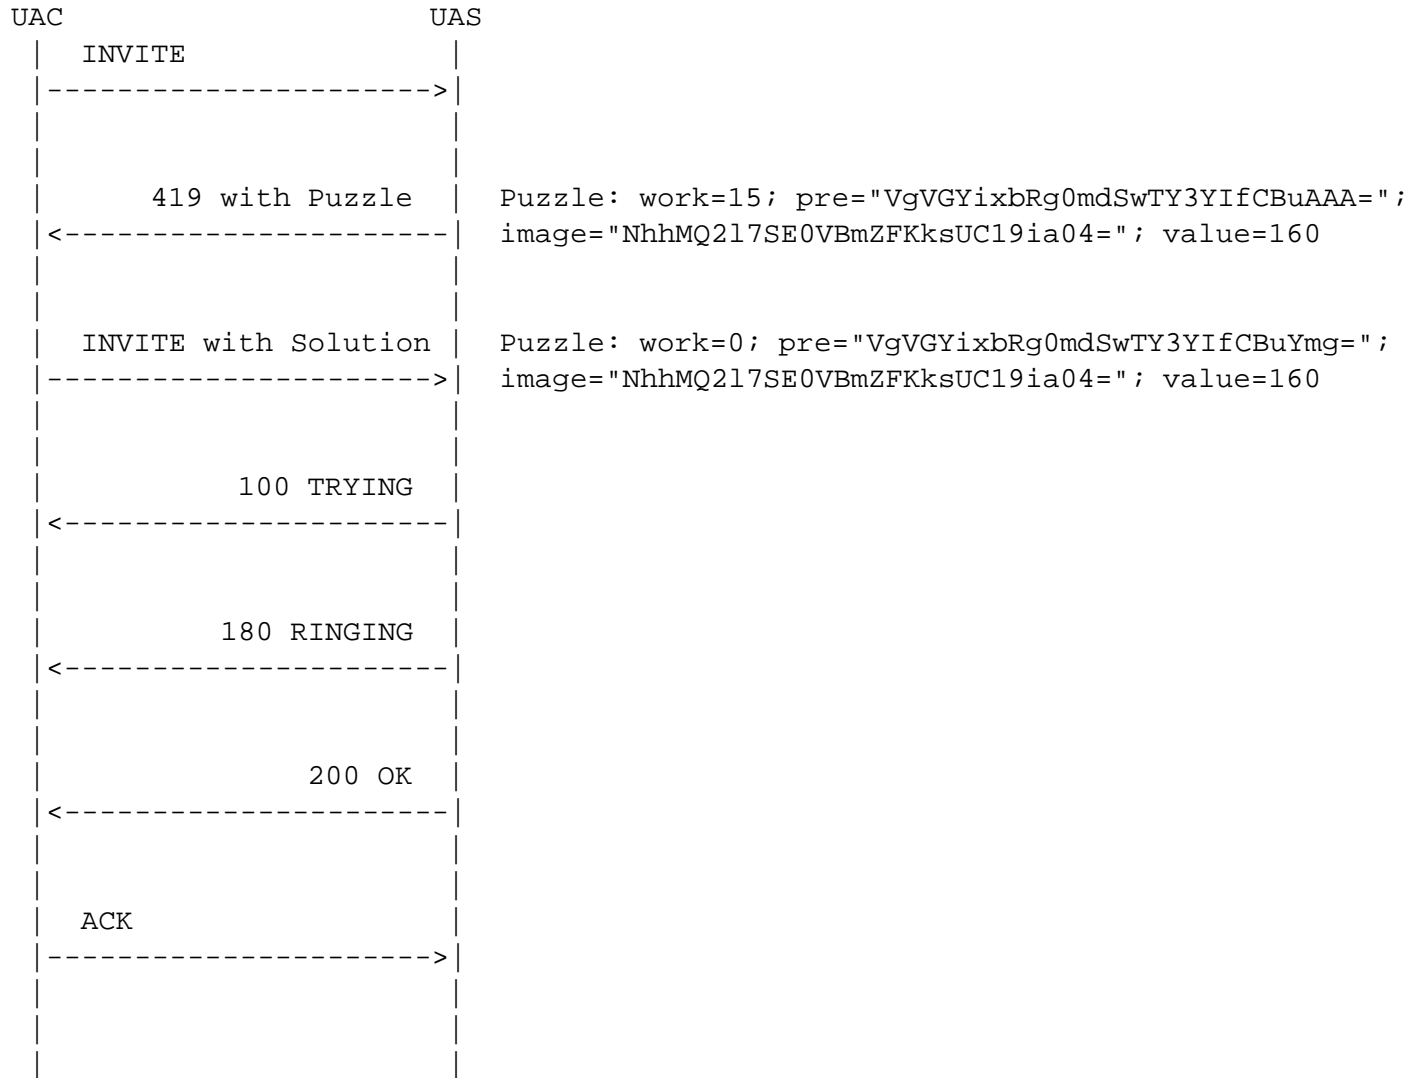 UAC UAS
INVITE
419 with Puzzle Puzzle: work=15; pre="VgVGYixbRg0mdSwTY3YIfCBuAAA=";
image="NhhMQ2l7SE0VBmZFKksUC19ia04="; value=160
INVITE with Solution Puzzle: work=0; pre="VgVGYixbRg0mdSwTY3YIfCBuYmg=";
image="NhhMQ2l7SE0VBmZFKksUC19ia04="; value=160
100 TRYING
180 RINGING
200 OK
ACK